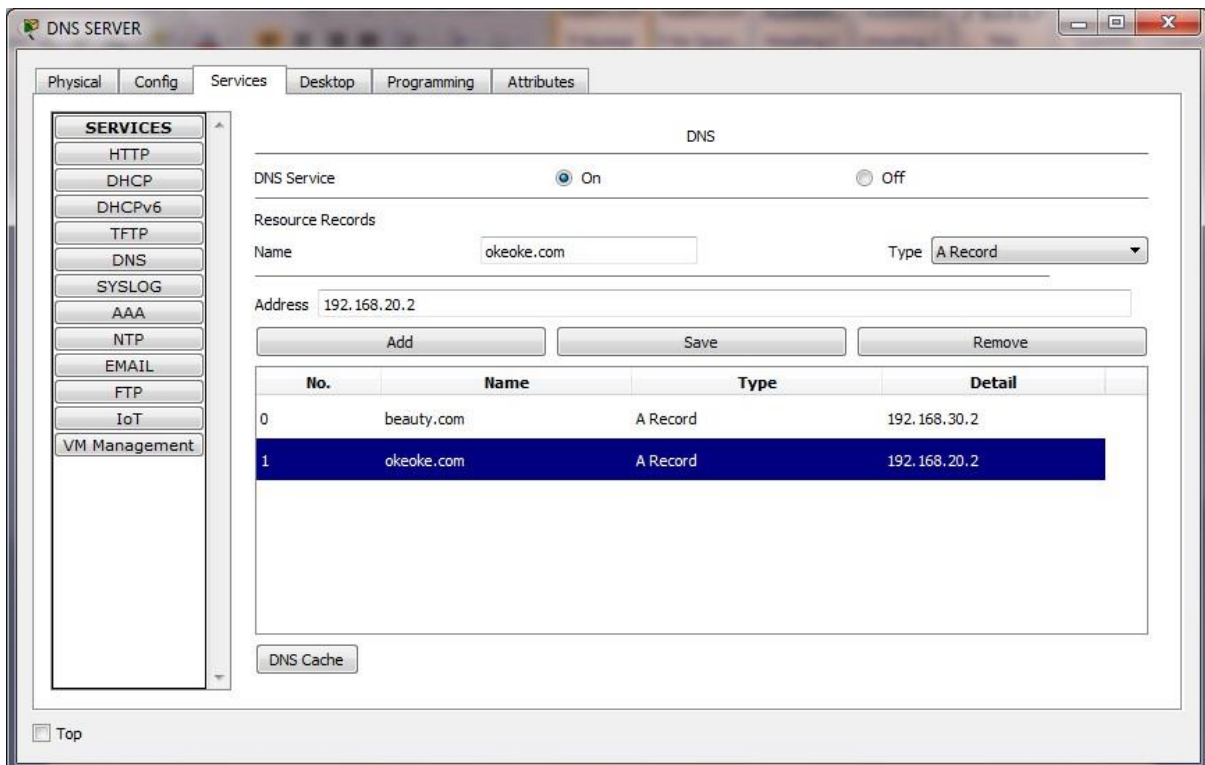 DNS SERVER
Physical Config Services Desktop Programming Attributes
SERVICES
HTTP
DHCP
DHCPv6
TFTP
DNS
SYSLOG
AAA
NTP
EMAIL
FTP
IoT
VM Management
DNS
DNS Service On Off
Resource Records
Name okeoke.com Type A Record
Address 192.168.20.2
Add Save Remove
No. Name Type Detail
0 beauty.com A Record 192.168.30.2
1 okeoke.com A Record 192.168.20.2
DNS Cache
Top